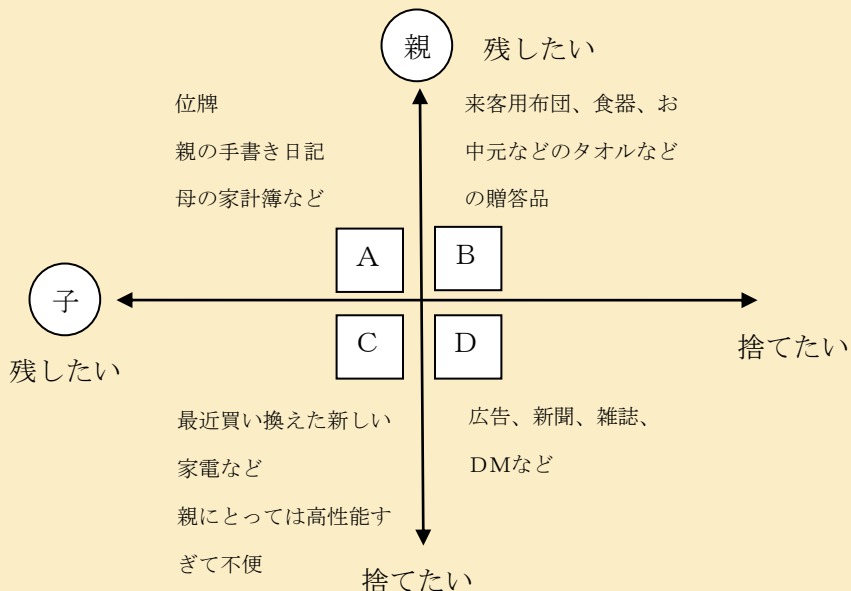 親
残したい
位牌
親の手書き日記
母の家計簿など
来客用布団、食器、お
中元などのタオルなど
の贈答品
A
B
子
残したい
捨てたい
C
D
最近買い換えた新しい
家電など
親にとっては高性能す
ぎて不便
広告、新聞、雑誌、
DMなど
捨てたい